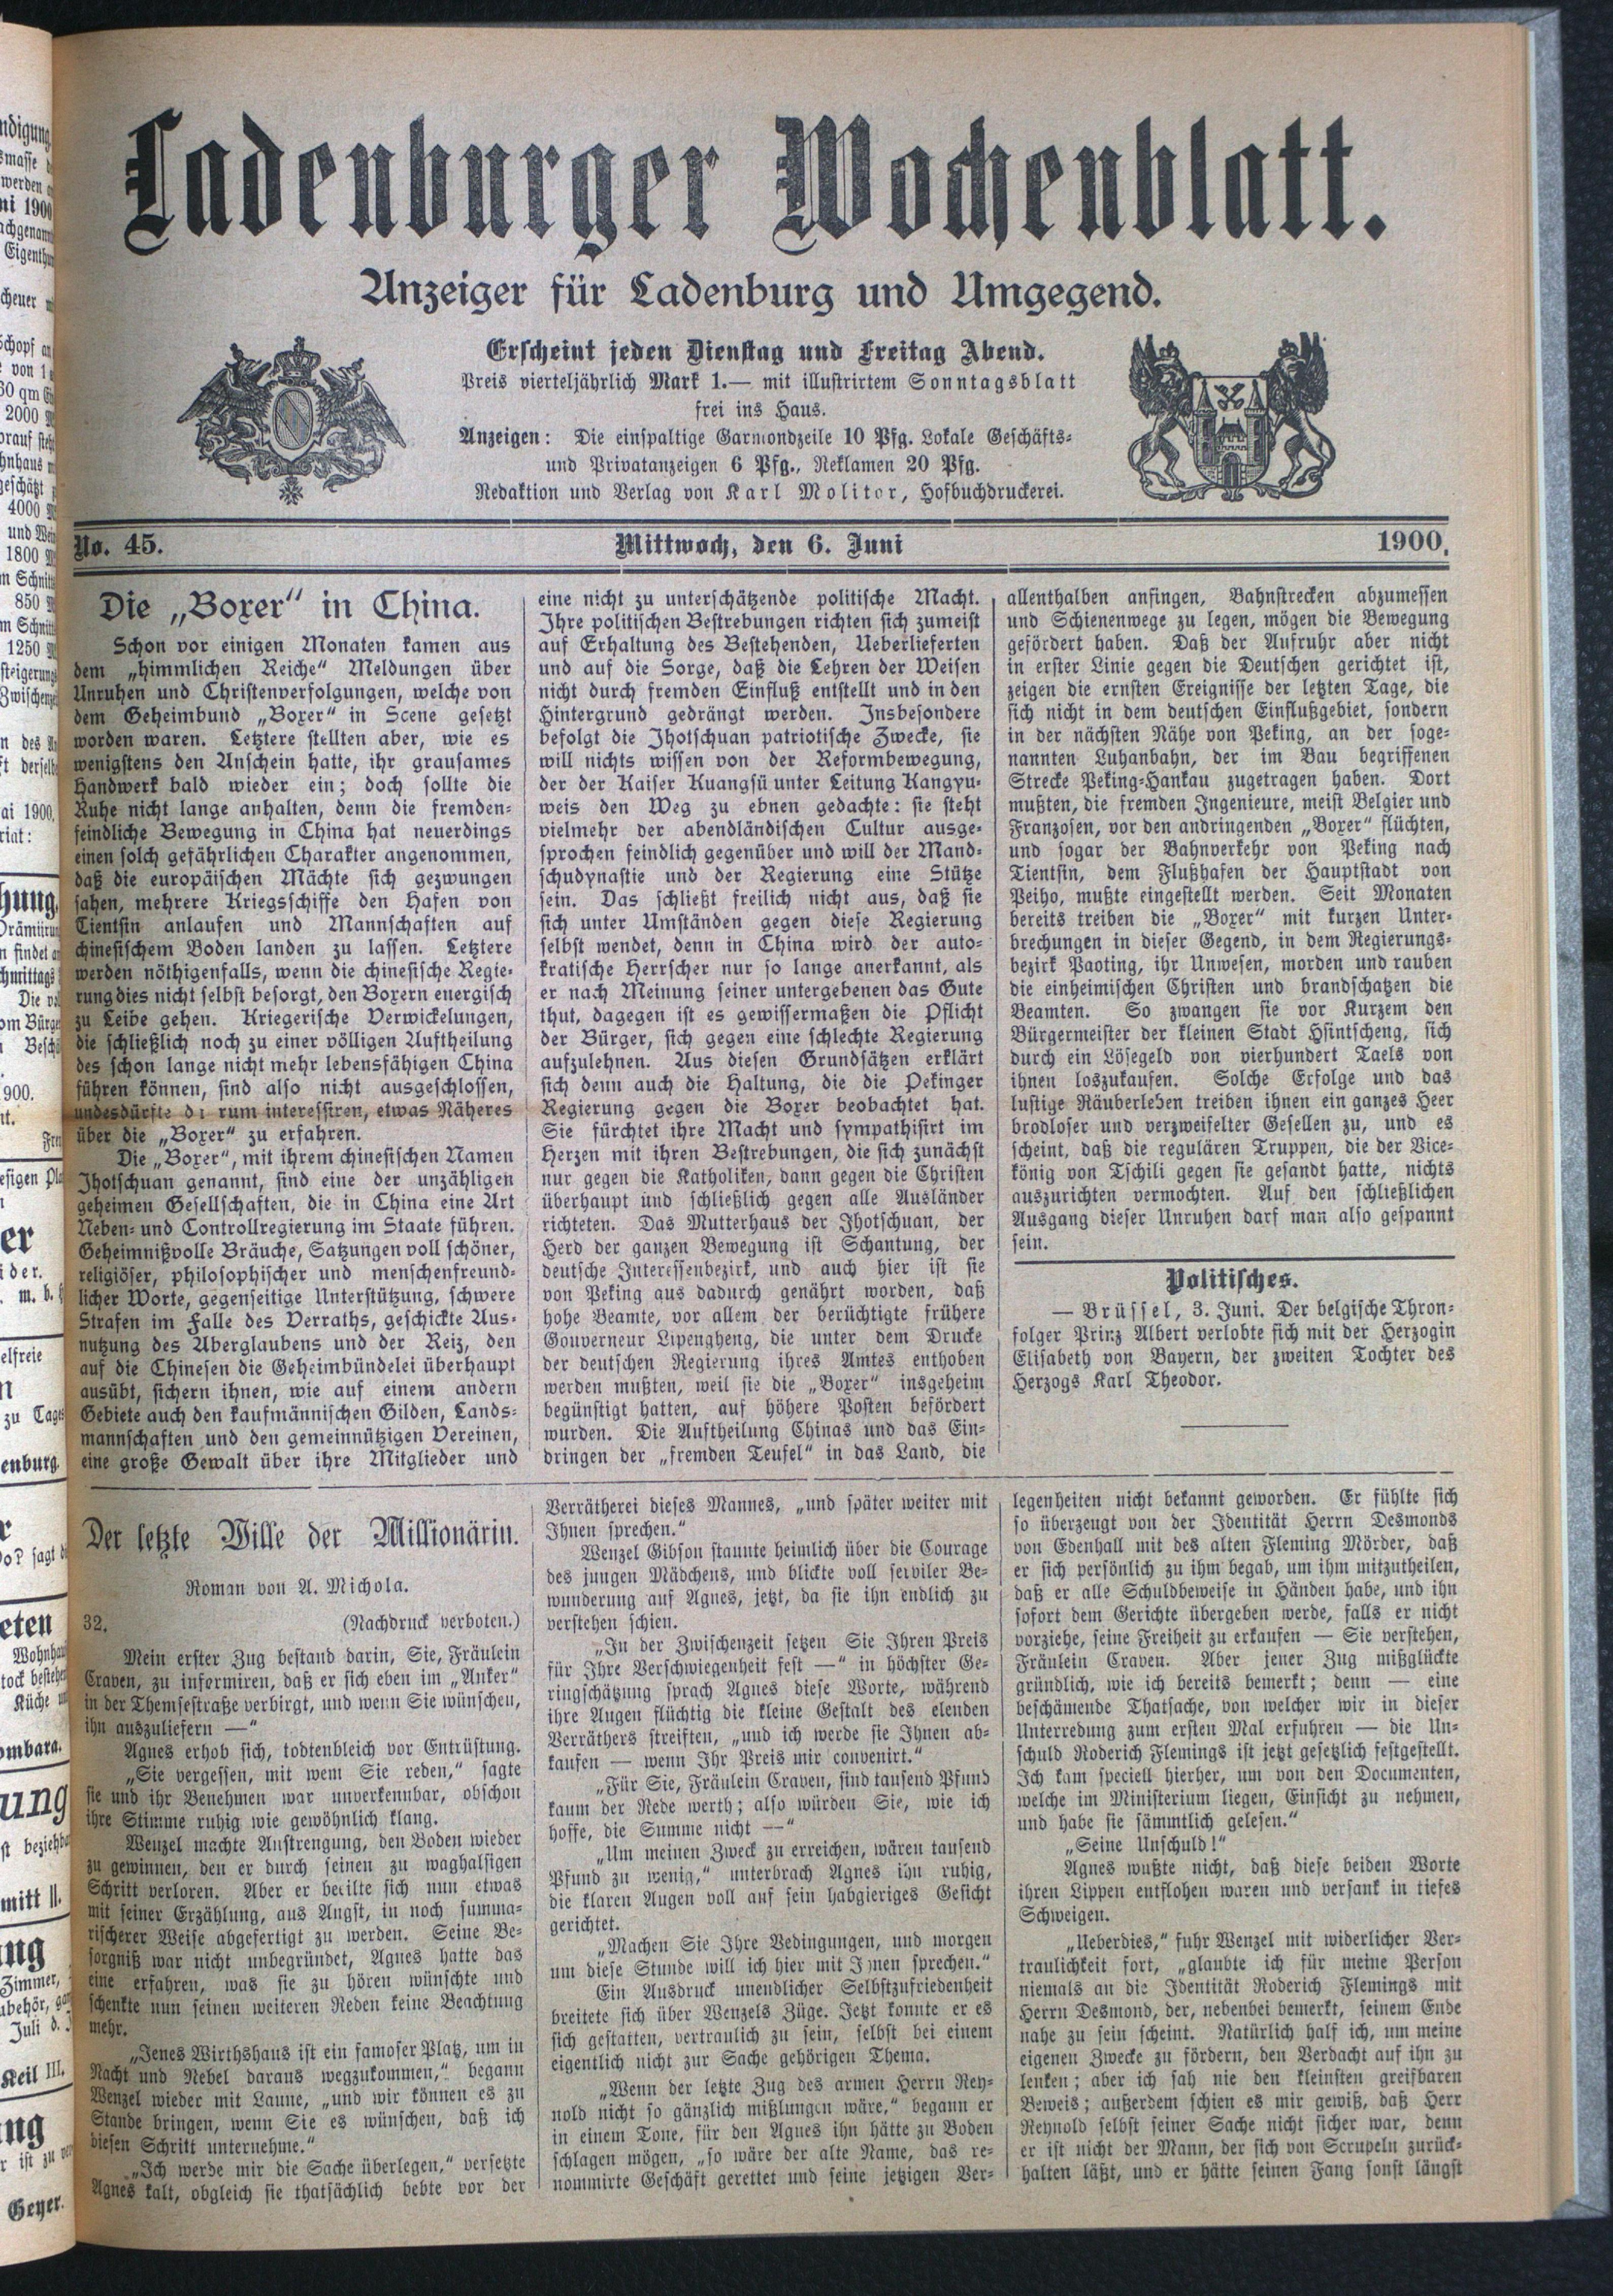 Ladenburger Wochenblatt.
Anzeiger für Ladenburg und Umgegend.
Erscheint jeden Dienstag und Freitag Abend.
Preis vierteljährlich Mark 1.— mit illustrirtem Sonntagsblatt
frei ins Haus.
Anzeigen: Die einspaltige Garmondzeile 10 Pfg. Lokale Geschäfts-
und Privatanzeigen 6 Pfg., Reklamen 20 Pfg.
Redaktion und Verlag von Karl Molitor, Hofbuchdruckerei.
No. 45.
Mittwoch, den 6. Juni
1900.
Die „Boxer“ in China.
Schon vor einigen Monaten kamen aus
dem „himmlichen Reiche“ Meldungen über
Unruhen und Christenverfolgungen, welche von
dem Geheimbund „Boxer“ in Scene gesetzt
worden waren. Letztere stellten aber, wie es
wenigstens den Anschein hatte, ihr grausames
Handwerk bald wieder ein; doch sollte die
Ruhe nicht lange anhalten, denn die fremden-
feindliche Bewegung in China hat neuerdings
einen solch gefährlichen Charakter angenommen,
daß die europäischen Mächte sich gezwungen
sahen, mehrere Kriegsschiffe den Hafen von
Tientsin anlaufen und Mannschaften auf
chinesischem Boden landen zu lassen. Letztere
werden nöthigenfalls, wenn die chinesische Regie-
rung dies nicht selbst besorgt, den Boxern energisch
zu Leibe gehen. Kriegerische Verwickelungen,
die schließlich noch zu einer völligen Auftheilung
des schon lange nicht mehr lebensfähigen China
führen können, sind also nicht ausgeschlossen,
undesdürfte d rum interessiren, etwas Näheres
über die „Boxer“ zu erfahren.
Die „Boxer“, mit ihrem chinesischen Namen
Jhotschuan genannt, sind eine der unzähligen
geheimen Gesellschaften, die in China eine Art
Neben- und Controllregierung im Staate führen.
Geheimnißvolle Bräuche, Satzungen voll schöner,
religiöser, philosophischer und menschenfreund-
licher Worte, gegenseitige Unterstützung, schwere
Strafen im Falle des Verraths, geschickte Aus-
nutzung des Aberglaubens und der Reiz, den
auf die Chinesen die Geheimbündelei überhaupt
ausübt, sichern ihnen, wie auf einem andern
Gebiete auch den kaufmännischen Gilden, Lands-
mannschaften und den gemeinnützigen Vereinen,
eine große Gewalt über ihre Mitglieder und
eine nicht zu unterschätzende politische Macht.
Ihre politischen Bestrebungen richten sich zumeist
auf Erhaltung des Bestehenden, Ueberlieferten
und auf die Sorge, daß die Lehren der Weisen
nicht durch fremden Einfluß entstellt und in den
Hintergrund gedrängt werden. Insbesondere
befolgt die Jhotschuan patriotische Zwecke, sie
will nichts wissen von der Reformbewegung,
der der Kaiser Kuangsü unter Leitung Kangyu-
weis den Weg zu ebnen gedachte: sie steht
vielmehr der abendländischen Cultur ausge-
sprochen feindlich gegenüber und will der Mand-
schudynastie und der Regierung eine Stütze
sein. Das schließt freilich nicht aus, daß sie
sich unter Umständen gegen diese Regierung
selbst wendet, denn in China wird der auto-
kratische Herrscher nur so lange anerkannt, als
er nach Meinung seiner untergebenen das Gute
thut, dagegen ist es gewissermaßen die Pflicht
der Bürger, sich gegen eine schlechte Regierung
aufzulehnen. Aus diesen Grundsätzen erklärt
sich denn auch die Haltung, die die Pekinger
Regierung gegen die Boxer beobachtet hat.
Sie fürchtet ihre Macht und sympathisirt im
Herzen mit ihren Bestrebungen, die sich zunächst
nur gegen die Katholiken, dann gegen die Christen
überhaupt und schließlich gegen alle Ausländer
richteten. Das Mutterhaus der Jhotschuan, der
Herd der ganzen Bewegung ist Schantung, der
deutsche Interessenbezirk, und auch hier ist sie
von Peking aus dadurch genährt worden, daß
hohe Beamte, vor allem der berüchtigte frühere
Gouverneur Lipengheng, die unter dem Drucke
der deutschen Regierung ihres Amtes enthoben
werden mußten, weil sie die „Boxer“ insgeheim
begünstigt hatten, auf höhere Posten befördert
wurden. Die Auftheilung Chinas und das Ein-
dringen der „fremden Teufel“ in das Land, die
allenthalben anfingen, Bahnstrecken abzumessen
und Schienenwege zu legen, mögen die Bewegung
gefördert haben. Daß der Aufruhr aber nicht
in erster Linie gegen die Deutschen gerichtet ist,
zeigen die ernsten Ereignisse der letzten Tage, die
sich nicht in dem deutschen Einflußgebiet, sondern
in der nächsten Nähe von Peking, an der soge-
nannten Luhanbahn, der im Bau begriffenen
Strecke Peking-Hankau zugetragen haben. Dort
mußten, die fremden Ingenieure, meist Belgier und
Franzosen, vor den andringenden „Boxer“ flüchten,
und sogar der Bahnverkehr von Peking nach
Tientsin, dem Flußhafen der Hauptstadt von
Peiho, mußte eingestellt werden. Seit Monaten
bereits treiben die „Boxer“ mit kurzen Unter-
brechungen in dieser Gegend, in dem Regierungs-
bezirk Paoting, ihr Unwesen, morden und rauben
die einheimischen Christen und brandschatzen die
Beamten. So zwangen sie vor Kurzem den
Bürgermeister der kleinen Stadt Hsintscheng, sich
durch ein Lösegeld von vierhundert Taels von
ihnen loszukaufen. Solche Erfolge und das
lustige Räuberleben treiben ihnen ein ganzes Heer
brodloser und verzweifelter Gesellen zu, und es
scheint, daß die regulären Truppen, die der Vice-
könig von Tschili gegen sie gesandt hatte, nichts
auszurichten vermochten. Auf den schließlichen
Ausgang dieser Unruhen darf man also gespannt
sein.
Politisches.
— Brüssel, 3. Juni. Der belgische Thron-
folger Prinz Albert verlobte sich mit der Herzogin
Elisabeth von Bayern, der zweiten Tochter des
Herzogs Karl Theodor.
Der letzte Wille der Millionärin.
Roman von A. Michola.
32.
(Nachdruck verboten.)
Mein erster Zug bestand darin, Sie, Fräulein
Craven, zu informiren, daß er sich eben im „Anker“
in der Themsestraße verbirgt, und wenn Sie wünschen,
ihn auszuliefern —“
Agnes erhob sich, todtenbleich vor Entrüstung.
„Sie vergessen, mit wem Sie reden,“ sagte
sie und ihr Benehmen war unverkennbar, obschon
ihre Stimme ruhig wie gewöhnlich klang.
Wenzel machte Anstrengung, den Boden wieder
zu gewinnen, den er durch seinen zu waghalsigen
Schritt verloren. Aber er beeilte sich nun etwas
mit seiner Erzählung, aus Angst, in noch summa-
rischerer Weise abgefertigt zu werden. Seine Be-
sorgniß war nicht unbegründet, Agnes hatte das
eine erfahren, was sie zu hören wünschte und
schenkte nun seinen weiteren Reden keine Beachtung
mehr.
„Jenes Wirthshaus ist ein famoser Platz, um in
Nacht und Nebel daraus wegzukommen,“ begann
Wenzel wieder mit Laune, „und wir können es zu
Stande bringen, wenn Sie es wünschen, daß ich
diesen Schritt unternehme.“
„Ich werde mir die Sache überlegen,“ versetzte
Agnes kalt, obgleich sie thatsächlich bebte vor der
Verrätherei dieses Mannes, „und später weiter mit
Ihnen sprechen.“
Wenzel Gibson staunte heimlich über die Courage
des jungen Mädchens, und blickte voll serviler Be-
wunderung auf Agnes, jetzt, da sie ihn endlich zu
verstehen schien.
„In der Zwischenzeit setzen Sie Ihren Preis
für Ihre Verschwiegenheit fest —“ in höchster Ge-
ringschätzung sprach Agnes diese Worte, während
ihre Augen flüchtig die kleine Gestalt des elenden
Verräthers streiften, „und ich werde sie Ihnen ab-
kaufen — wenn Ihr Preis mir convenirt.“
„Für Sie, Fräulein Craven, sind tausend Pfund
kaum der Rede werth; also würden Sie, wie ich
hoffe, die Summe nicht —“
„Um meinen Zweck zu erreichen, wären tausend
Pfund zu wenig,“ unterbrach Agnes ihn ruhig,
die klaren Augen voll auf sein habgieriges Gesicht
gerichtet.
„Machen Sie Ihre Bedingungen, und morgen
um diese Stunde will ich hier mit Ihnen sprechen.“
Ein Ausdruck unendlicher Selbstzufriedenheit
breitete sich über Wenzels Züge. Jetzt konnte er es
sich gestatten, vertraulich zu sein, selbst bei einem
eigentlich nicht zur Sache gehörigen Thema.
„Wenn der letzte Zug des armen Herrn Rey-
nold nicht so gänzlich mißlungen wäre,“ begann er
in einem Tone, für den Agnes ihn hätte zu Boden
schlagen mögen, „so wäre der alte Name, das re-
nommirte Geschäft gerettet und seine jetzigen Ver-
legenheiten nicht bekannt geworden. Er fühlte sich
so überzeugt von der Identität Herrn Desmonds
von Edenhall mit des alten Fleming Mörder, daß
er sich persönlich zu ihm begab, um ihm mitzutheilen,
daß er alle Schuldbeweise in Händen habe, und ihn
sofort dem Gerichte übergeben werde, falls er nicht
vorziehe, seine Freiheit zu erkaufen — Sie verstehen,
Fräulein Craven. Aber jener Zug mißglückte
gründlich, wie ich bereits bemerkt; denn — eine
beschämende Thatsache, von welcher wir in dieser
Unterredung zum ersten Mal erfuhren — die Un-
schuld Roderich Flemings ist jetzt gesetzlich festgestellt.
Ich kam speciell hierher, um von den Documenten,
welche im Ministerium liegen, Einsicht zu nehmen,
und habe sie sämmtlich gelesen.“
„Seine Unschuld!“
Agnes wußte nicht, daß diese beiden Worte
ihren Lippen entflohen waren und versank in tiefes
Schweigen.
„Ueberdies,“ fuhr Wenzel mit widerlicher Ver-
traulichkeit fort, „glaubte ich für meine Person
niemals an die Identität Roderich Flemings mit
Herrn Desmond, der, nebenbei bemerkt, seinem Ende
nahe zu sein scheint. Natürlich half ich, um meine
eigenen Zwecke zu fördern, den Verdacht auf ihn zu
lenken; aber ich sah nie den kleinsten greifbaren
Beweis; außerdem schien es mir gewiß, daß Herr
Reynold selbst seiner Sache nicht sicher war, denn
er ist nicht der Mann, der sich von Scrupeln zurück-
halten läßt, und er hätte seinen Fang sonst längst